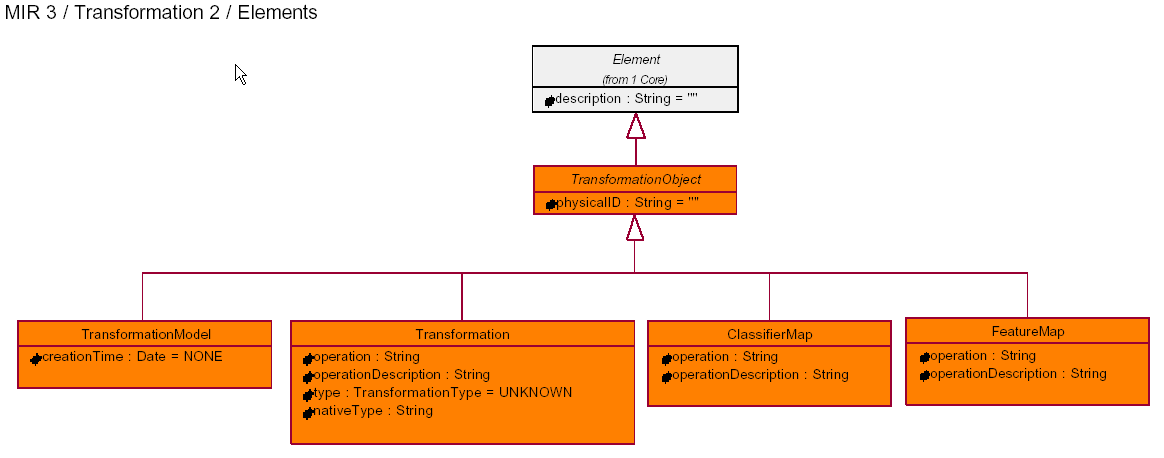 MIR 3 / Transformation 2 / Elements
Element
(from 1 Core)
description : String = ""
TransformationObject
physicalID : String = ""
TransformationModel
creationTime : Date = NONE
Transformation
operation : String
operationDescription : String
type : TransformationType = UNKNOWN
nativeType : String
ClassifierMap
operation : String
operationDescription : String
FeatureMap
operation : String
operationDescription : String